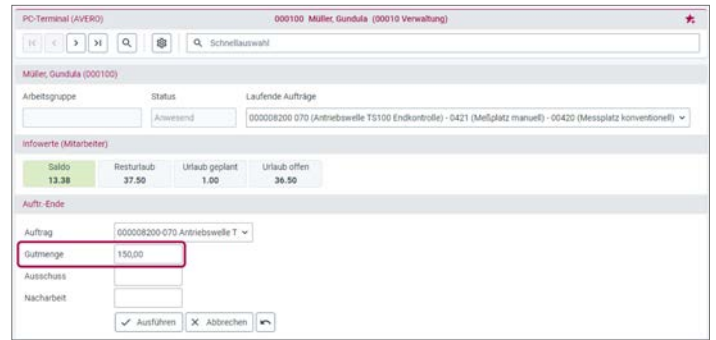 PC-Terminal (AVERO) 000100 Müller, Gundula (00010 Verwaltung)
Schnellauswahl
Müller, Gundula (000100)
Arbeitsgruppe Status Laufende Aufträge
Anwesend 000008200 070 (Antriebswelle TS100 Endkontrolle) - 0421 (Meßplatz manuell) - 00420 (Messplatz konventionell)
Infowerte (Mitarbeiter)
Saldo Resturlaub Urlaub geplant Urlaub offen
13.38 37.50 1.00 36.50
Auftr.-Ende
Auftrag 000008200-070 Antriebswelle T
Gutmenge 150,00
Ausschuss
Nacharbeit
Ausführen Abbrechen